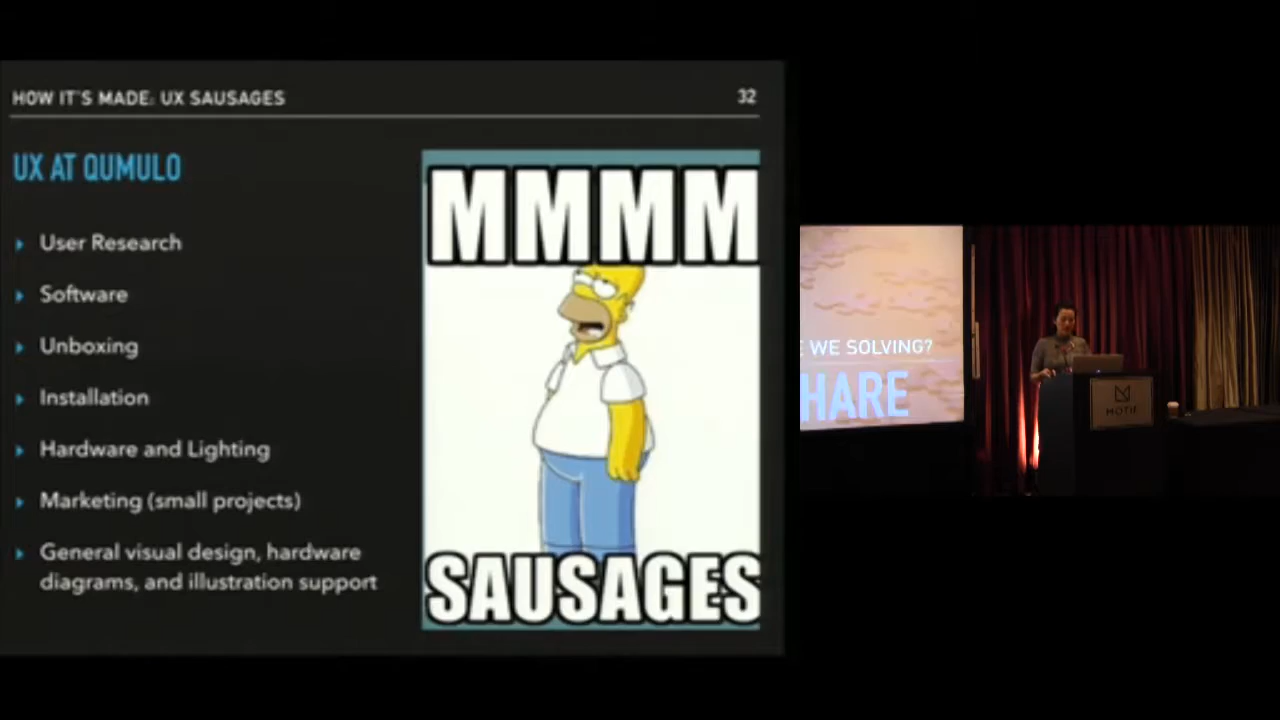 HOW IT'S MADE: UX SAUSAGES
32
UX AT QUMULO
User Research
Software
Unboxing
Installation
Hardware and Lighting
Marketing (small projects)
General visual design, hardware
diagrams, and illustration support
MMMM
SAUSAGES
E WE SOLVING?
HARE
MOTIF